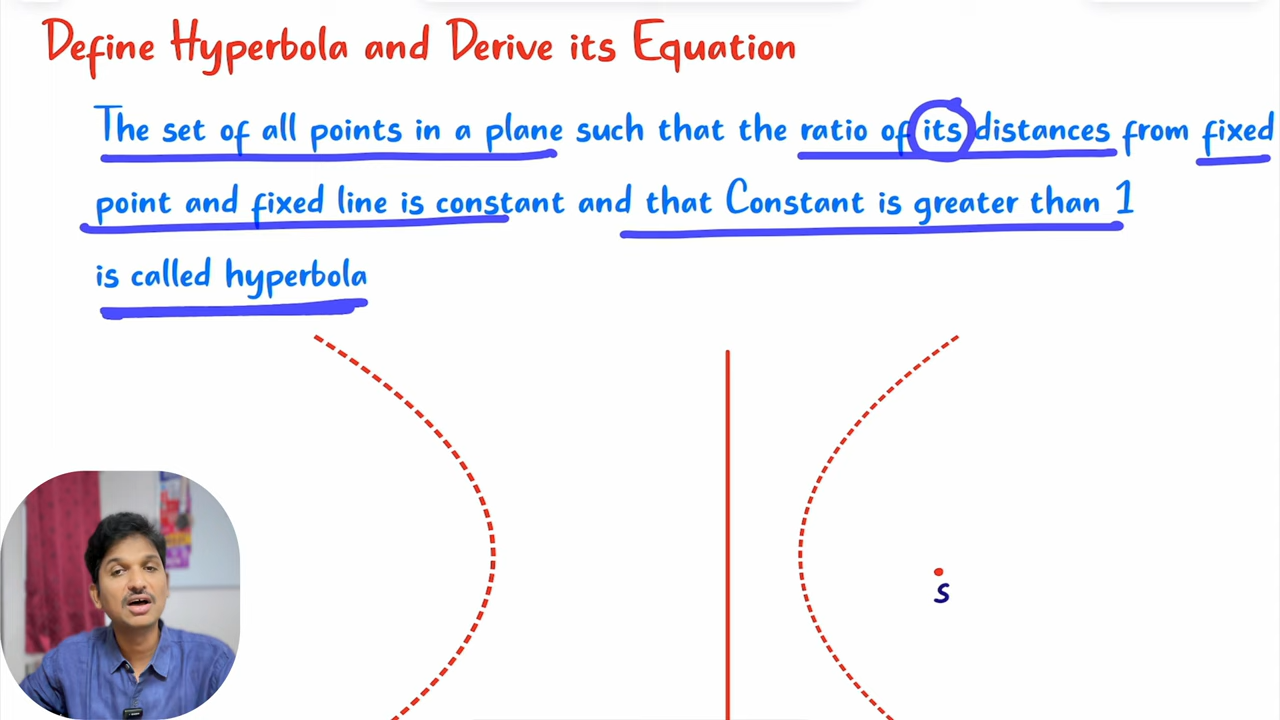 Define Hyperbola and Derive its Equation
The set of all points in a plane such that the ratio of its distances from fixed
point and fixed line is constant and that Constant is greater than 1
is called hyperbola
S